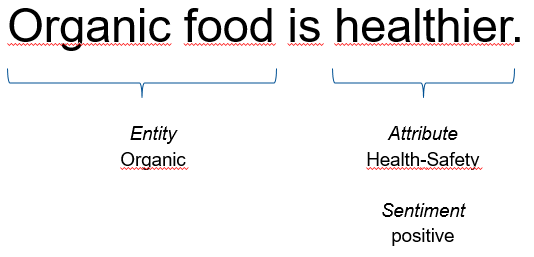 Organic food is healthier.
Entity
Organic
Attribute
Health-Safety
Sentiment
positive